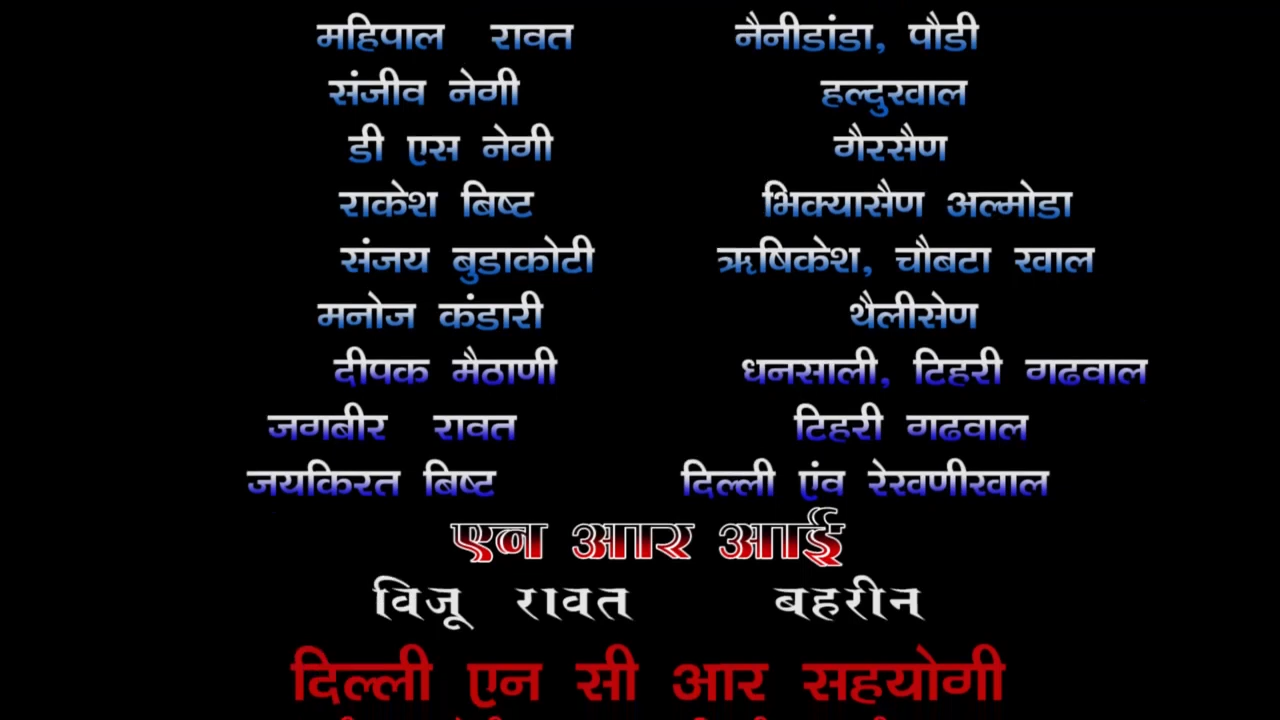 महिपाल रावत नैनीडांडा, पौडी
संजीव नेगी हल्दुखाल
डी एस नेगी गैरसैण
राकेश बिष्ट भिक्यासैण अल्मोडा
संजय बुडाकोटी ऋषिकेश, चौबटा खाल
मनोज कंडारी थैलीसेण
दीपक मैठाणी धनसाली, टिहरी गढवाल
जगबीर रावत टिहरी गढवाल
जयकिरत बिष्ट दिल्ली एंव रेखणीखाल
एन आर आई
विजू रावत बहरीन
दिल्ली एन सी आर सहयोगी